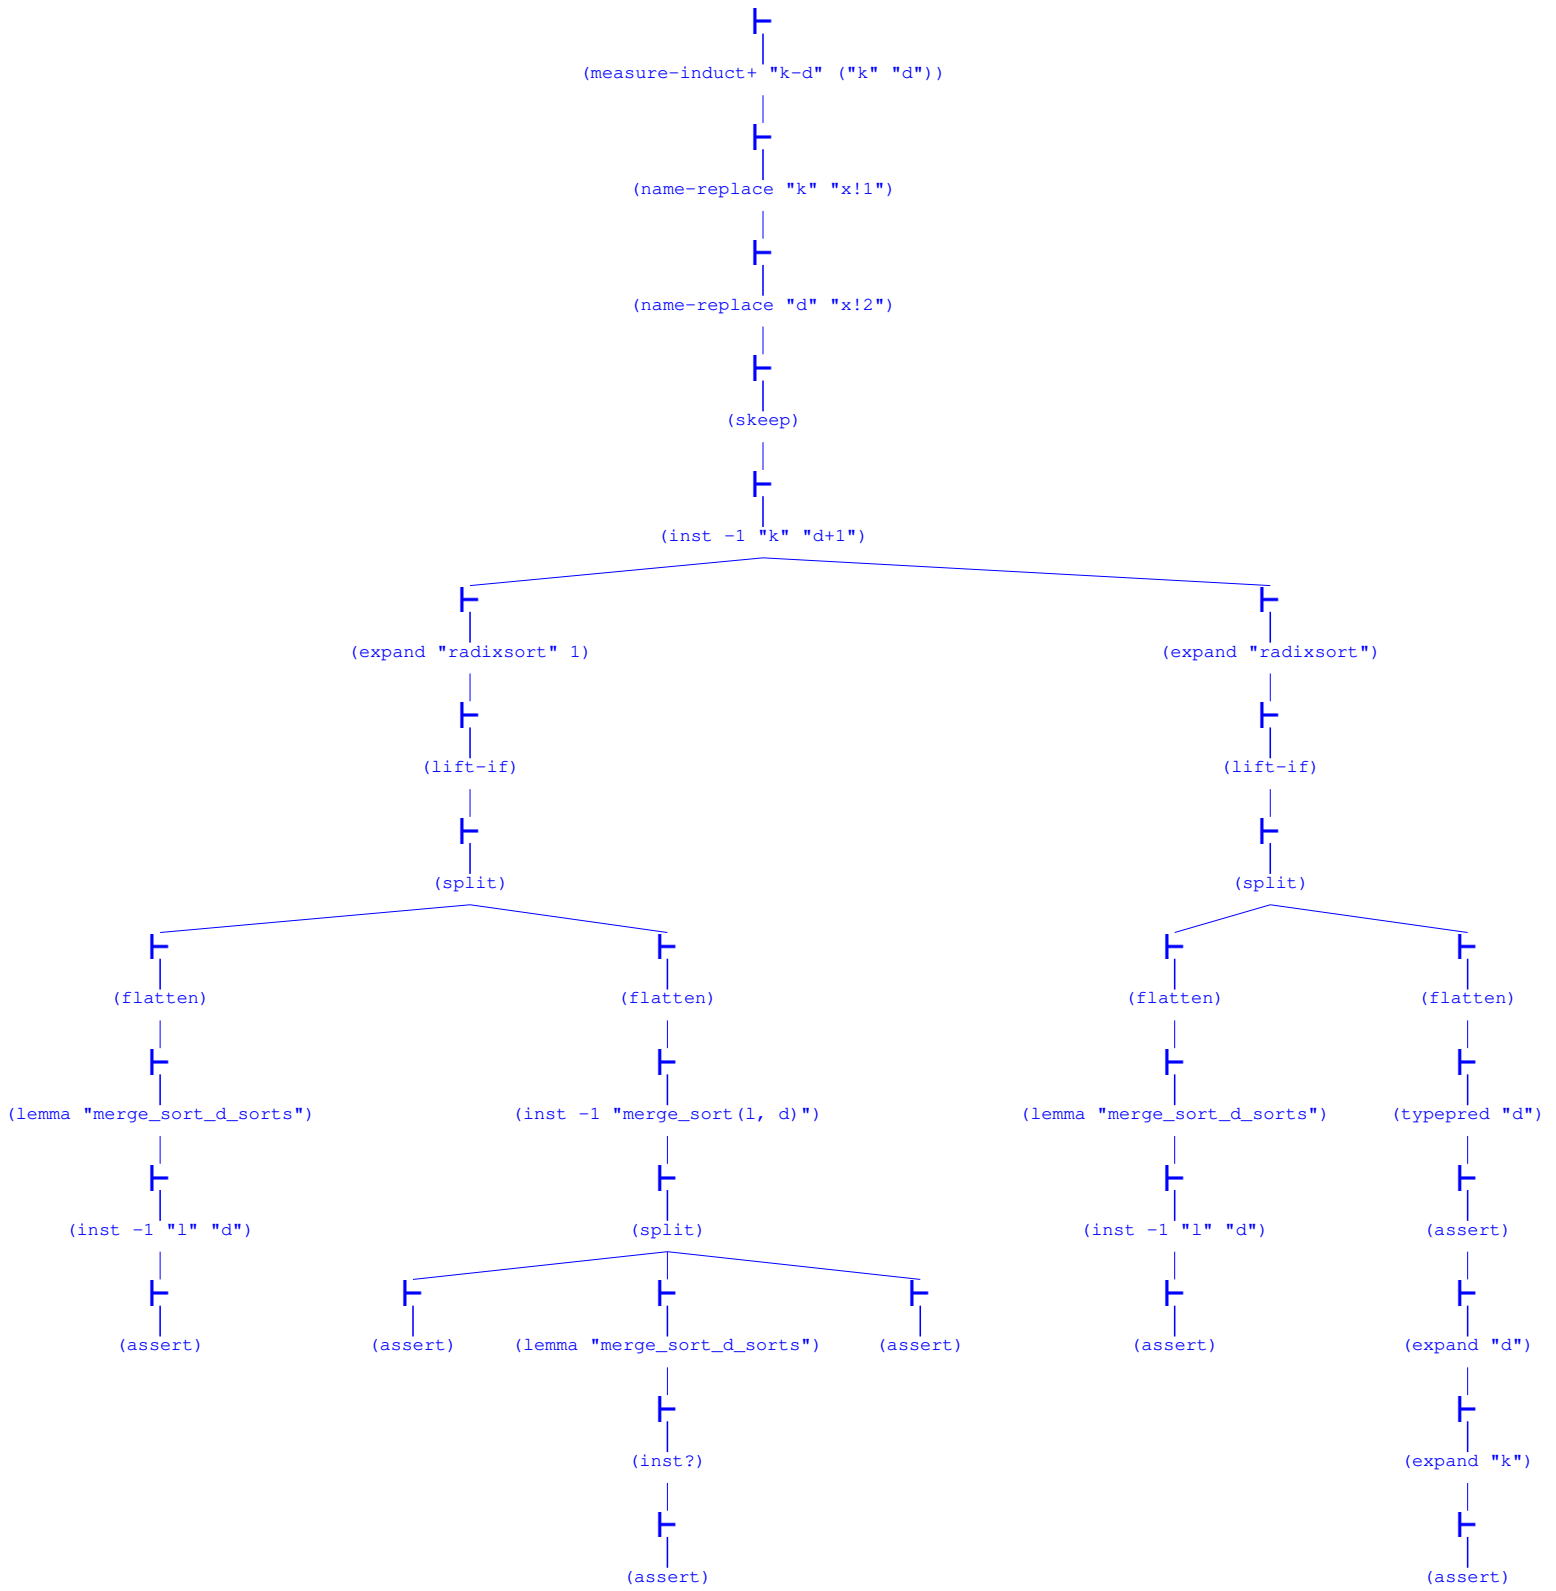 (measure-induct+ "k-d" ("k" "d"))
(name-replace "k" "x!1")
(name-replace "d" "x!2")
(skeep)
(inst -1 "k" "d+1")
(expand "radixsort" 1) (expand "radixsort")
(lift-if) (lift-if)
(split) (split)
(flatten) (flatten) (flatten) (flatten)
(lemma "merge_sort_d_sorts") (inst -1 "merge_sort(l, d)") (lemma "merge_sort_d_sorts") (typepred "d")
(inst -1 "l" "d") (split) (inst -1 "l" "d") (assert)
(assert) (assert) (lemma "merge_sort_d_sorts") (assert) (assert) (expand "d")
(inst?) (expand "k")
(assert) (assert)